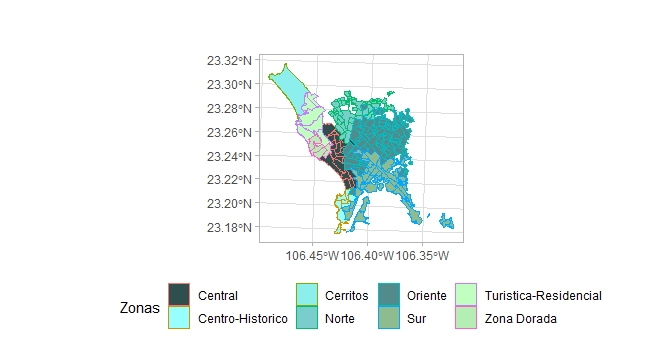 23.32°N
23.30°N
23.28°N
23.26°N
23.24°N
23.22°N
23.20°N
23.18°N
106.45°W106.40°W106.35°W
Zonas
Central
Cerritos
Oriente
Turistica-Residencial
Centro-Historico
Norte
Sur
Zona Dorada